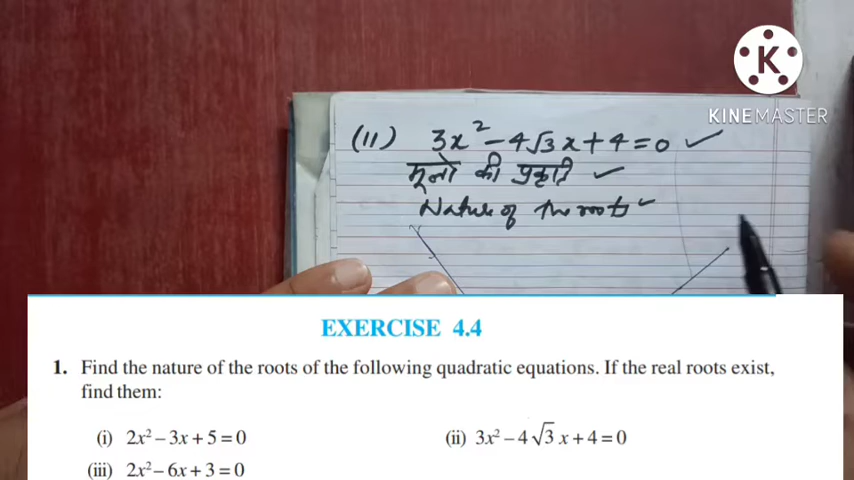 K
KINEMASTER
(11) 3x² - 4√3x + 4 = 0 ✓
मूलो की प्रकृति ✓
Nature of the roots ✓
EXERCISE 4.4
1. Find the nature of the roots of the following quadratic equations. If the real roots exist,
find them:
(i) 2x² – 3x + 5 = 0 (ii) 3x² – 4√3 x + 4 = 0
(iii) 2x² – 6x + 3 = 0